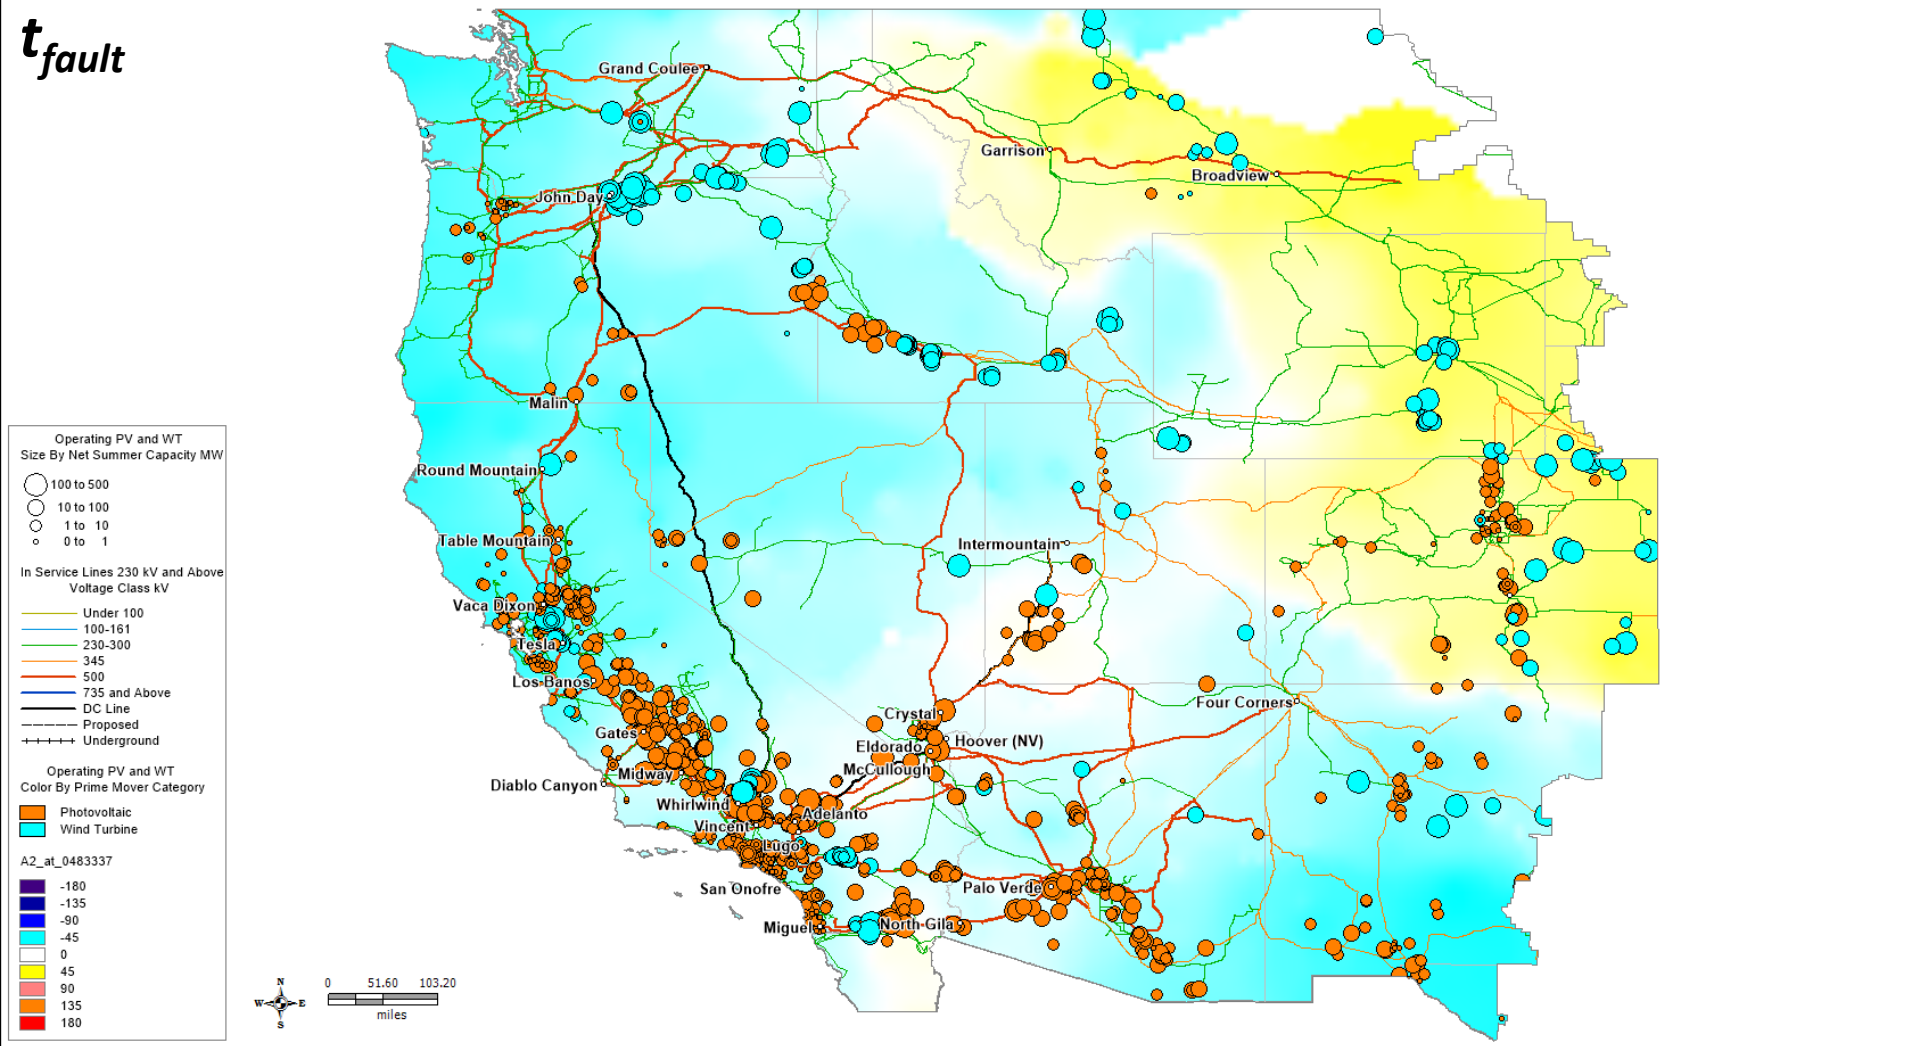 t fault
Grand Coulee
Garrison
Broadview
John Day
Malin
Round Mountain
Table Mountain
Intermountain
Vaca Dixon
Tesla
Los Banos
Four Corners
Crystal
Gates
Hoover (NV)
Eldorado
McCullough
Midway
Diablo Canyon
Whirlwind
Adelanto
Vincent
Lugo
San Onofre
Palo Verde
Miguel
North Gila
Operating PV and WT
Size By Net Summer Capacity MW
100 to 500
10 to 100
1 to 10
0 to 1
In Service Lines 230 kV and Above
Voltage Class kV
Under 100
100-161
230-300
345
500
735 and Above
DC Line
Proposed
Underground
Operating PV and WT
Color By Prime Mover Category
Photovoltaic
Wind Turbine
A2_at_0483337
-180
-135
-90
-45
0
45
90
135
180
N
W E
S
0 51.60 103.20
miles